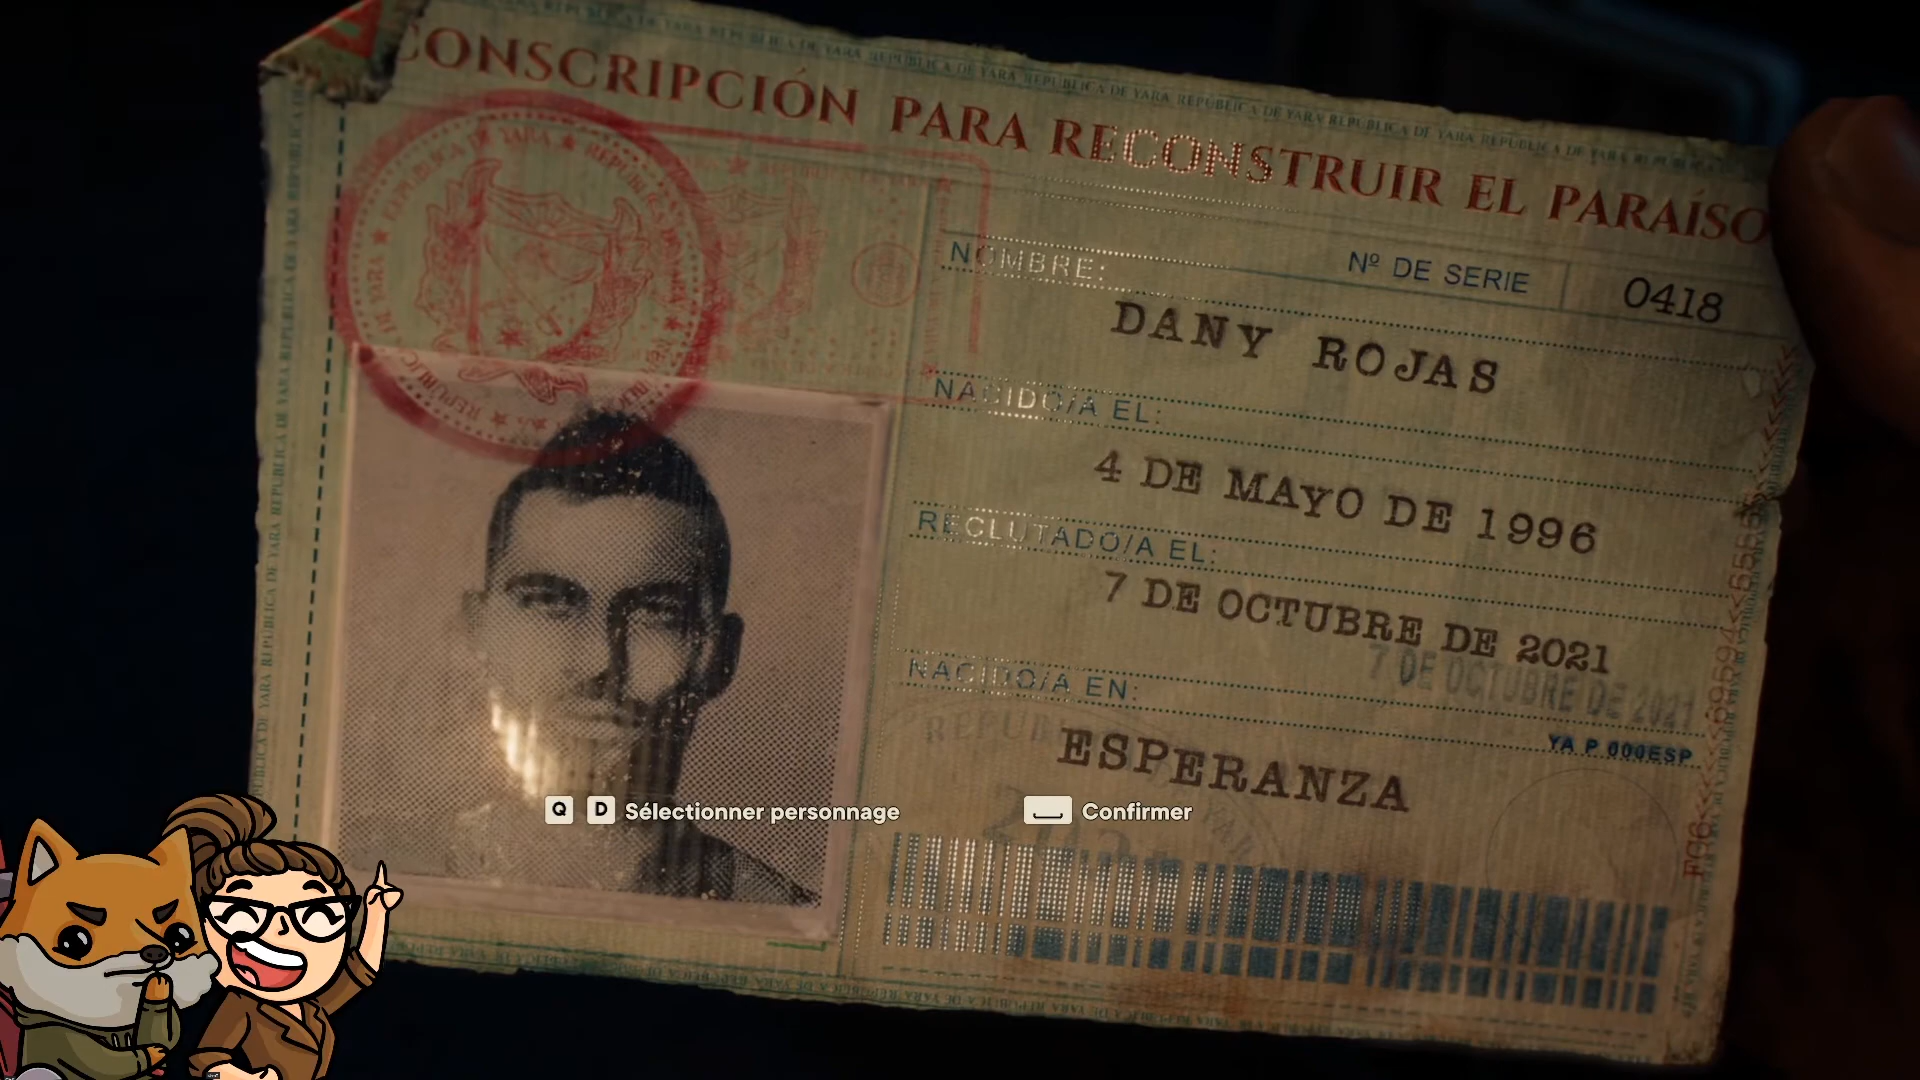 CONSCRIPCIÓN PARA RECONSTRUIR EL PARAÍSO
NOMBRE:
Nº DE SERIE
0418
DANY ROJAS
NACIDO/A EL:
4 DE MAYO DE 1996
RECLUTADO/A EL:
7 DE OCTUBRE DE 2021
7 DE OCTUBRE DE 2021
NACIDO/A EN:
YA P 000ESP
ESPERANZA
Q D Sélectionner personnage
Confirmer